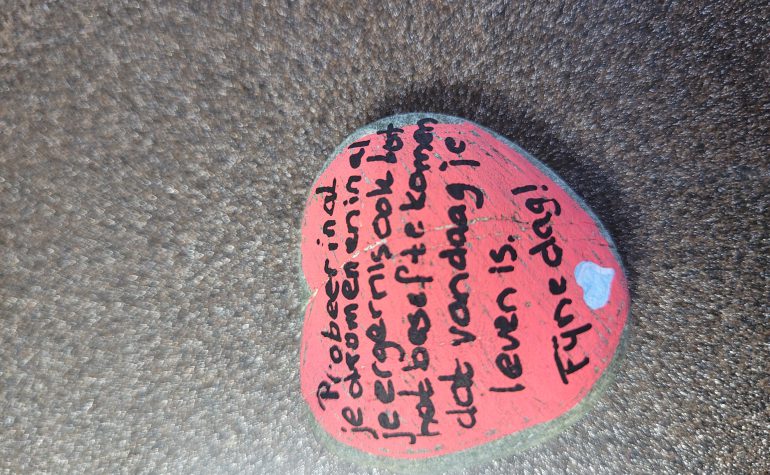 Probeer in al
je dromen en in al
je ergernis ook tot
het besef te komen
dat vandaag je
leven is.
Fijne dag!